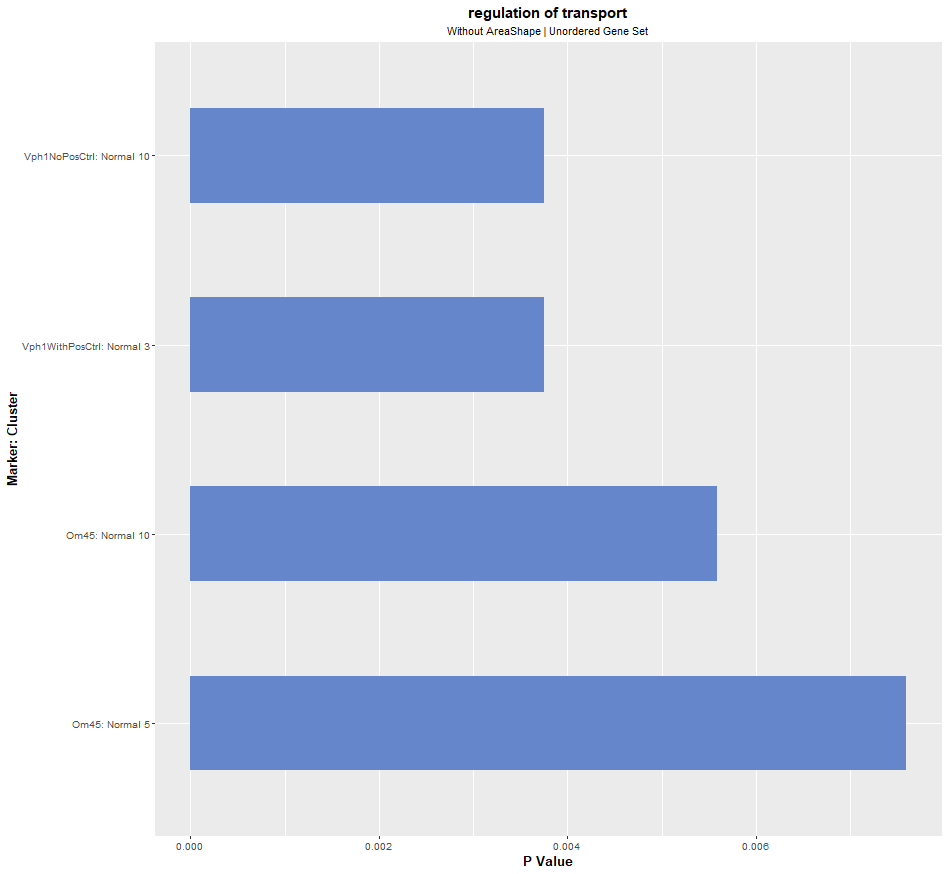 regulation of transport
Without AreaShape | Unordered Gene Set
Marker: Cluster
Vph1NoPosCtrl: Normal 10
Vph1WithPosCtrl: Normal 3
Om45: Normal 10
Om45: Normal 5
0.000 0.002 0.004 0.006
P Value